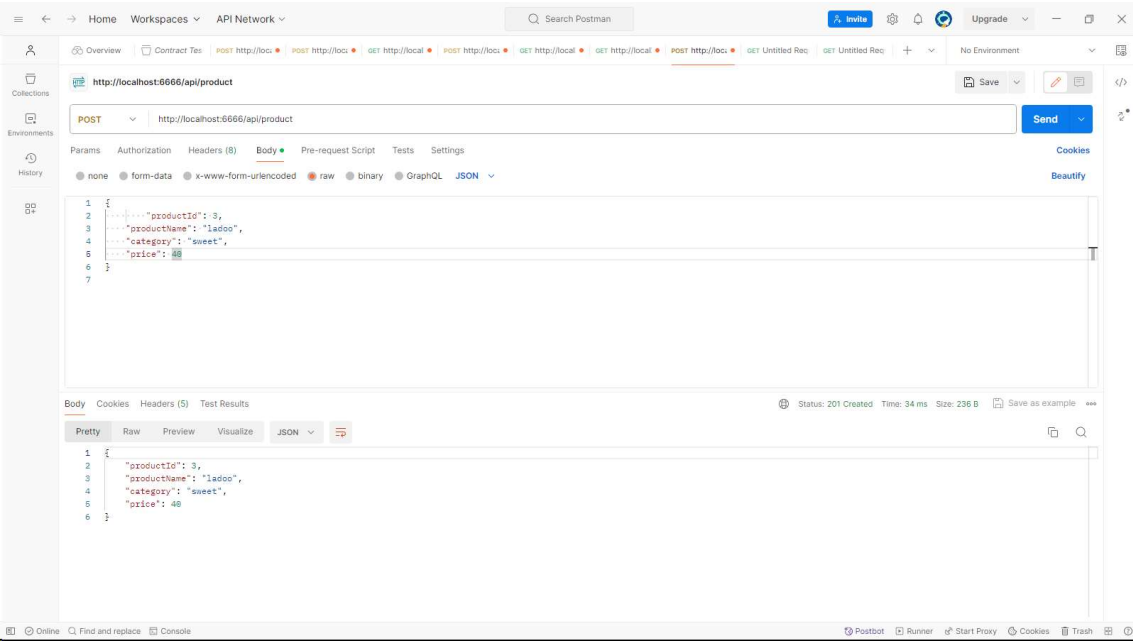 Home Workspaces API Network Search Postman Invite Upgrade
Overview Contract Tes POST http://loca POST http://loca GET http://local POST http://loca GET http://local GET http://local POST http://loca GET Untitled Req GET Untitled Req No Environment
HTTP http://localhost:6666/api/product Save
POST http://localhost:6666/api/product Send
Params Authorization Headers (8) Body Pre-request Script Tests Settings Cookies
none form-data x-www-form-urlencoded raw binary GraphQL JSON Beautify
Collections
Environments
History
1 {
2 "productId": 3,
3 "productName": "ladoo",
4 "category": "sweet",
5 "price": 40
6 }
7
Body Cookies Headers (5) Test Results Status: 201 Created Time: 34 ms Size: 236 B Save as example
Pretty Raw Preview Visualize JSON
1 {
2 "productId": 3,
3 "productName": "ladoo",
4 "category": "sweet",
5 "price": 40
6 }
Online Find and replace Console Postbot Runner Start Proxy Cookies Trash